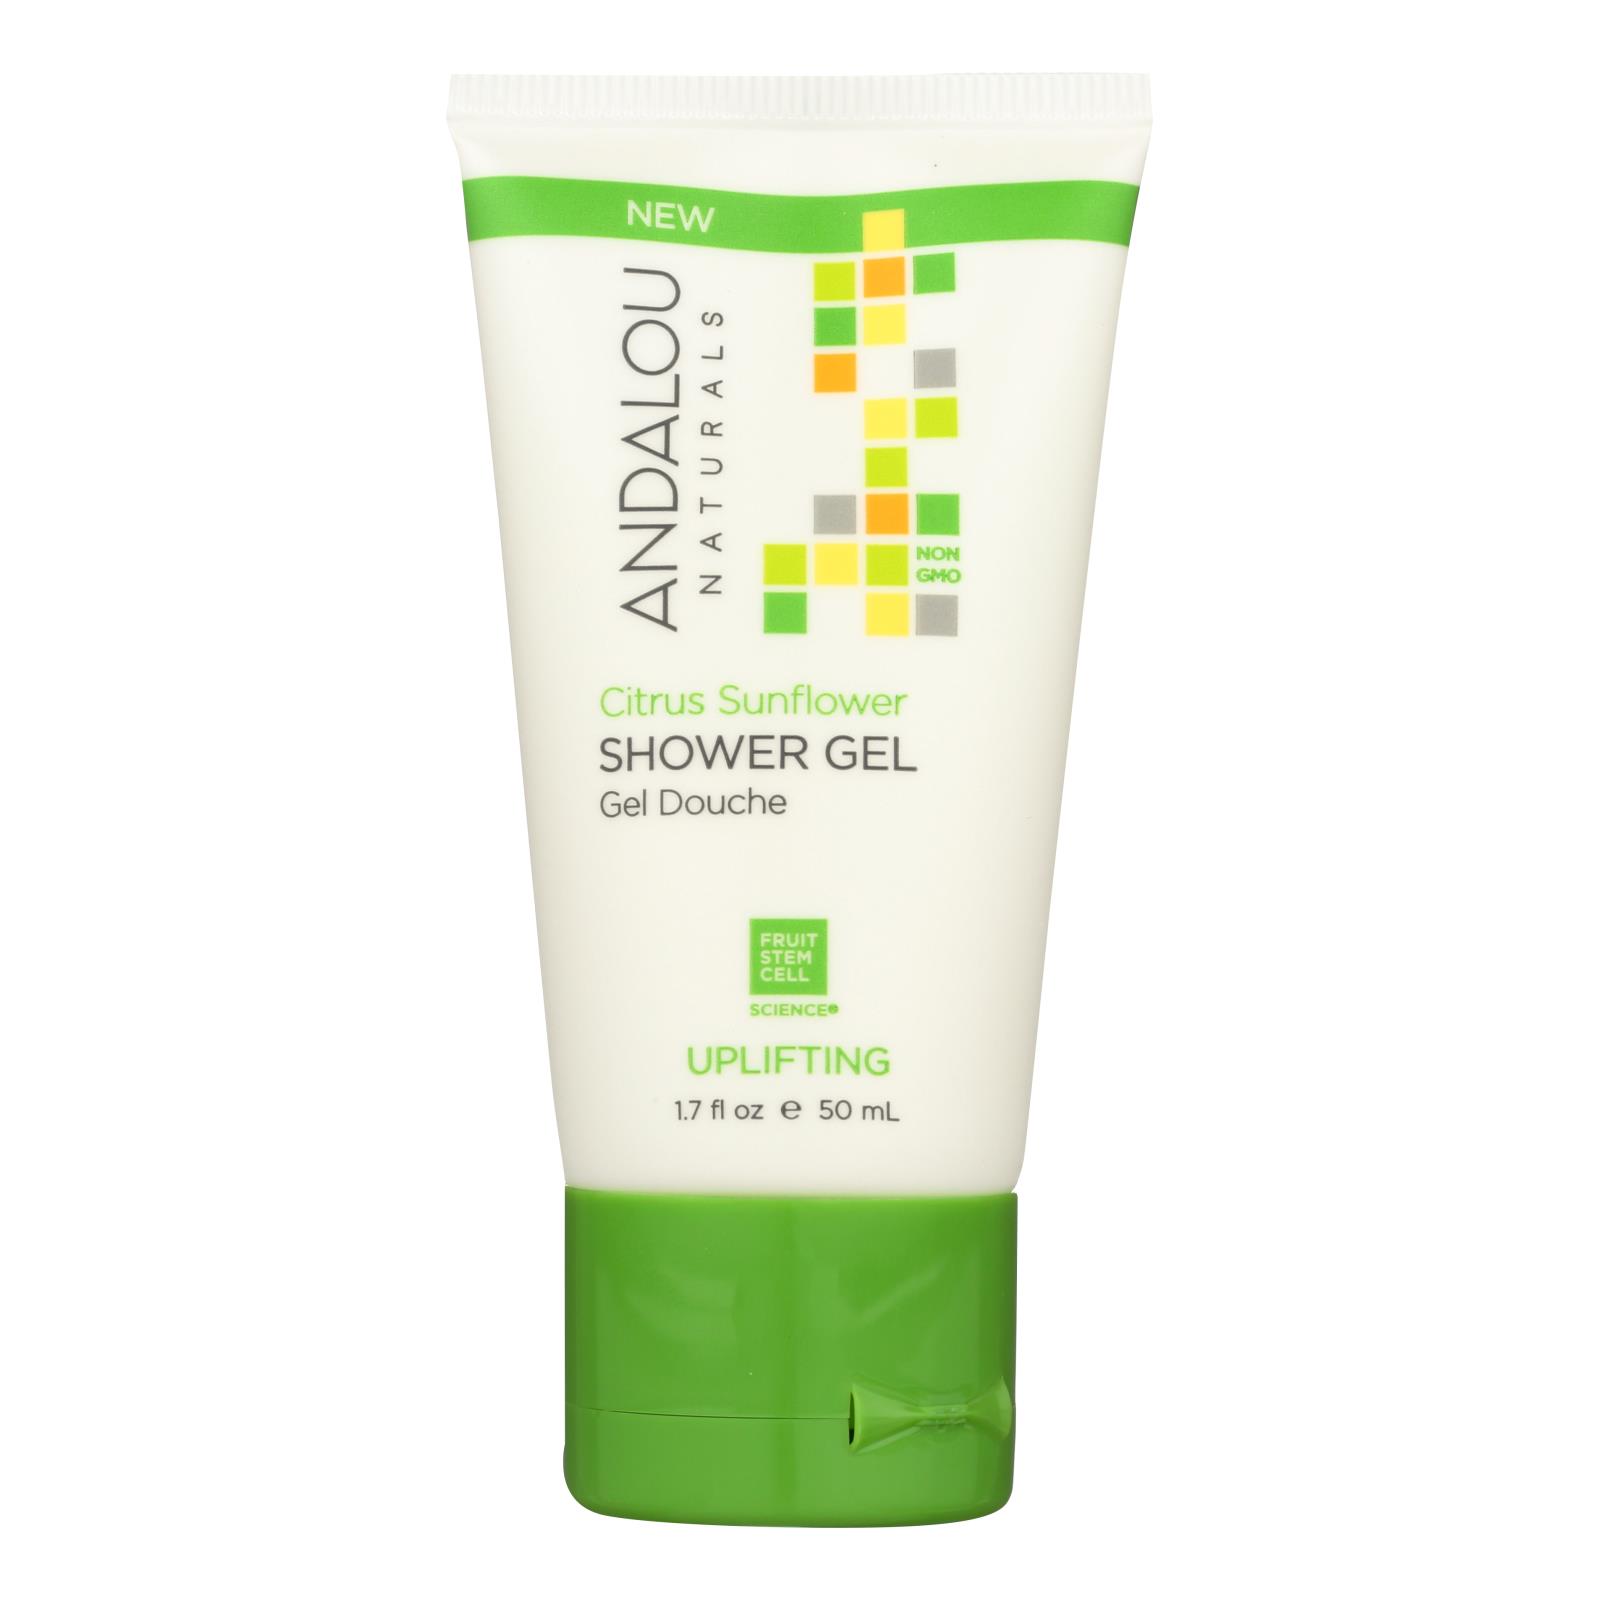 NEW
ANDALOU
NATURALS
NON
GMO
Citrus Sunflower
SHOWER GEL
Gel Douche
FRUIT
STEM
CELL
SCIENCE®
UPLIFTING
1.7 fl oz ℮ 50 mL